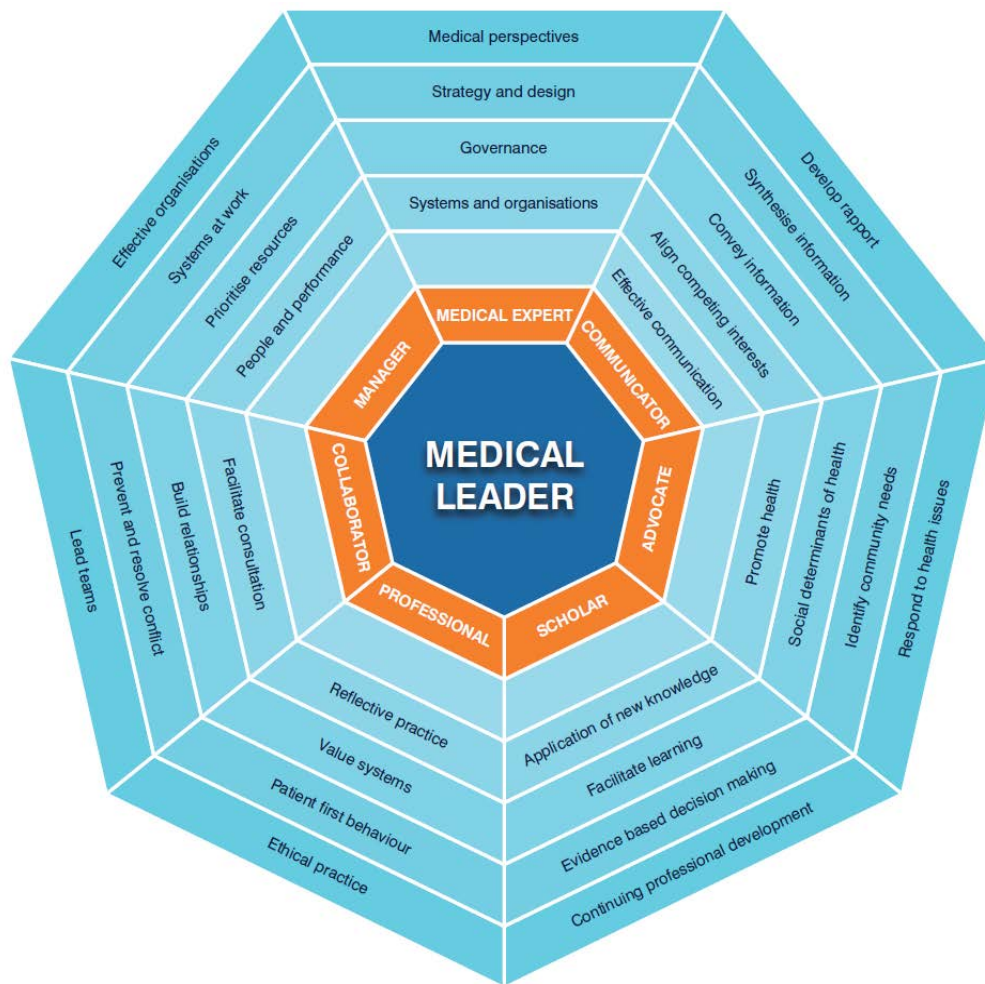 MEDICAL
LEADER
MEDICAL EXPERT
Medical perspectives
Strategy and design
Governance
Systems and organisations
COMMUNICATOR
Develop rapport
Synthesise information
Convey information
Align competing interests
Effective communication
ADVOCATE
Promote health
Social determinants of health
Identify community needs
Respond to health issues
SCHOLAR
Application of new knowledge
Facilitate learning
Evidence based decision making
Continuing professional development
PROFESSIONAL
Reflective practice
Value systems
Patient first behaviour
Ethical practice
COLLABORATOR
Lead teams
Prevent and resolve conflict
Build relationships
Facilitate consultation
MANAGER
Effective organisations
Systems at work
Prioritise resources
People and performance